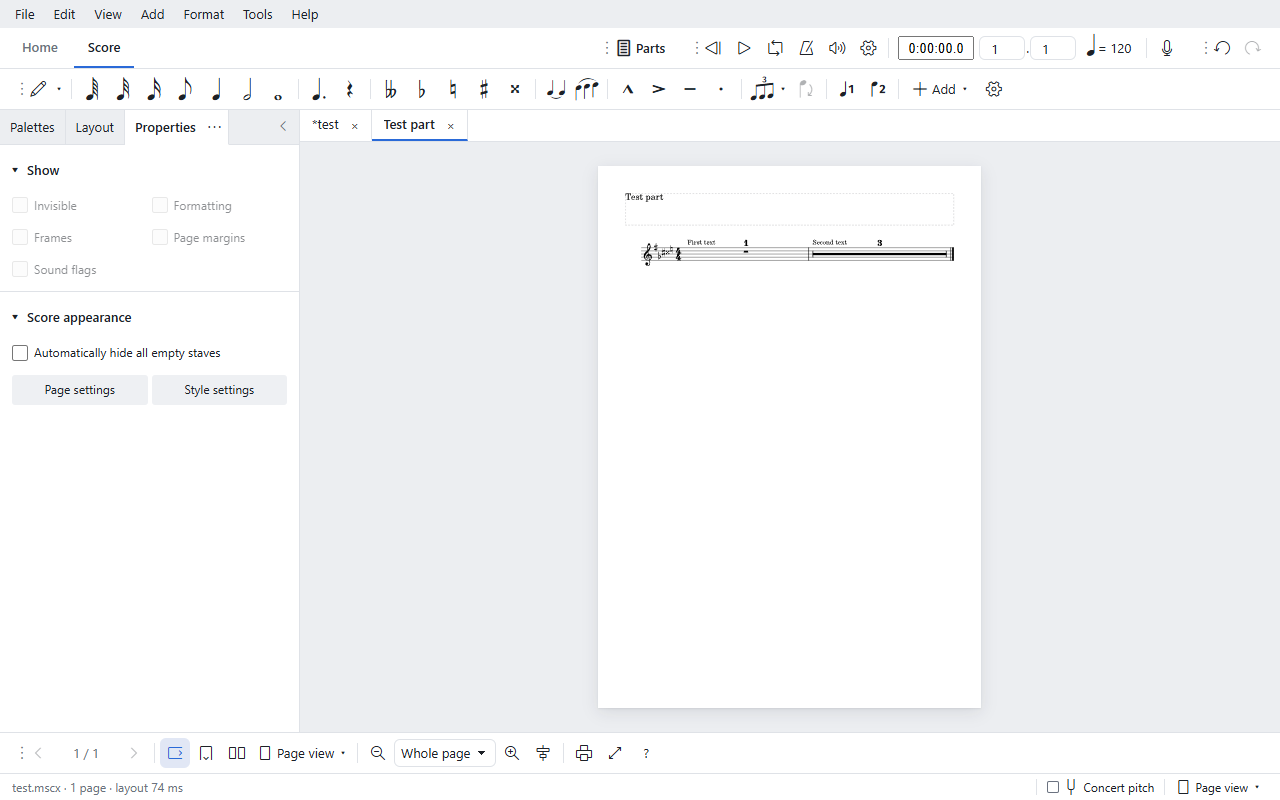 File Edit View Add Format Tools Help
Home Score Parts 0:00:00.0 1 . 1 = 120
3 1 2 Add
Palettes Layout Properties ··· *test × Test part ×
Show
Invisible Formatting
Frames Page margins
Sound flags
Score appearance
Automatically hide all empty staves
Page settings Style settings
Test part
First text 1 Second text 3
1 / 1 Page view Whole page ?
test.mscx · 1 page · layout 74 ms Concert pitch Page view